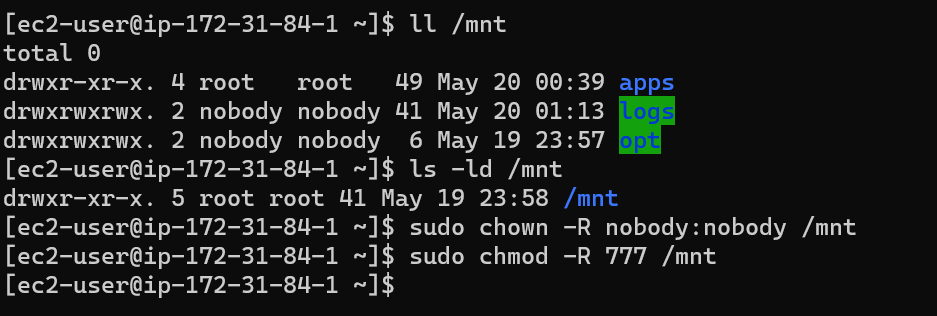 [ec2-user@ip-172-31-84-1 ~]$ ll /mnt
total 0
drwxr-xr-x. 4 root   root   49 May 20 00:39 apps
drwxrwxrwx. 2 nobody nobody 41 May 20 01:13 logs
drwxrwxrwx. 2 nobody nobody  6 May 19 23:57 opt
[ec2-user@ip-172-31-84-1 ~]$ ls -ld /mnt
drwxr-xr-x. 5 root root 41 May 19 23:58 /mnt
[ec2-user@ip-172-31-84-1 ~]$ sudo chown -R nobody:nobody /mnt
[ec2-user@ip-172-31-84-1 ~]$ sudo chmod -R 777 /mnt
[ec2-user@ip-172-31-84-1 ~]$